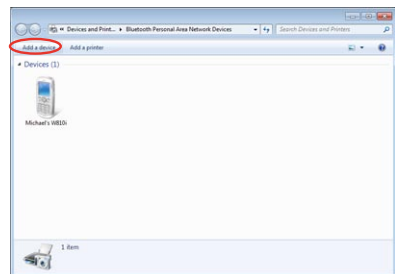 « Devices and Print... ▸ Bluetooth Personal Area Network Devices
Search Devices and Printers
Add a device
Add a printer
Devices (1)
Michael's W810i
1 item